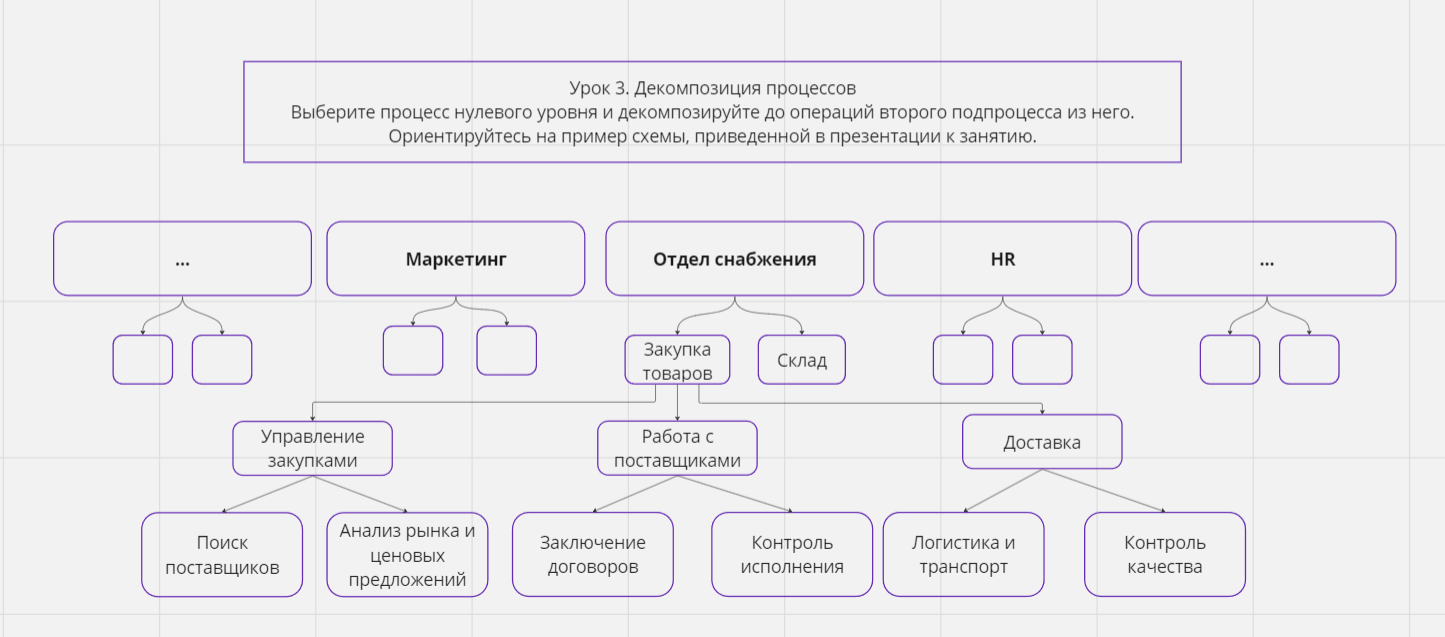 Урок 3. Декомпозиция процессов
Выберите процесс нулевого уровня и декомпозируйте до операций второго подпроцесса из него.
Ориентируйтесь на пример схемы, приведенной в презентации к занятию.
...
Маркетинг
Отдел снабжения
HR
...
Закупка
товаров
Склад
Управление
закупками
Работа с
поставщиками
Доставка
Поиск
поставщиков
Анализ рынка и
ценовых
предложений
Заключение
договоров
Контроль
исполнения
Логистика и
транспорт
Контроль
качества